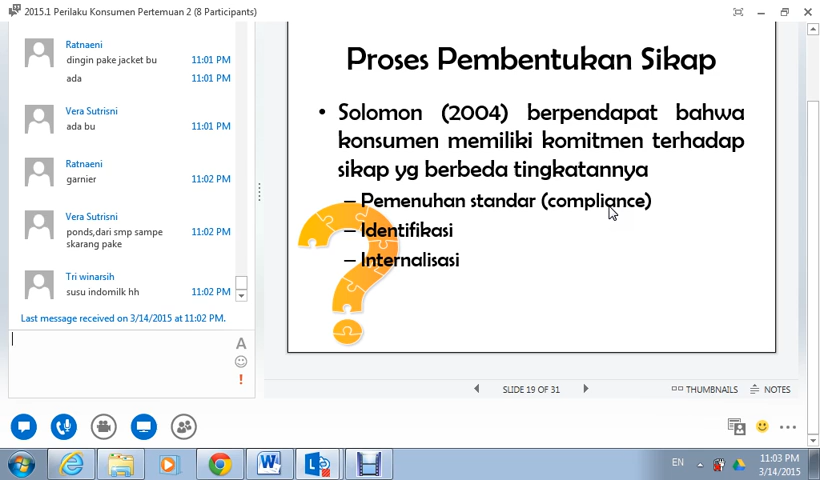 2015.1 Perilaku Konsumen Pertemuan 2 (8 Participants)
Ratnaeni
dingin pake jacket bu 11:01 PM
ada 11:01 PM
Vera Sutrisni
ada bu 11:01 PM
Ratnaeni
garnier 11:02 PM
Vera Sutrisni
ponds,dari smp sampe
skarang pake 11:02 PM
Tri winarsih
susu indomilk hh 11:02 PM
Last message received on 3/14/2015 at 11:02 PM.
A
!
Proses Pembentukan Sikap
• Solomon (2004) berpendapat bahwa
konsumen memiliki komitmen terhadap
sikap yg berbeda tingkatannya
– Pemenuhan standar (compliance)
– Identifikasi
– Internalisasi
SLIDE 19 OF 31
THUMBNAILS
NOTES
EN
11:03 PM
3/14/2015